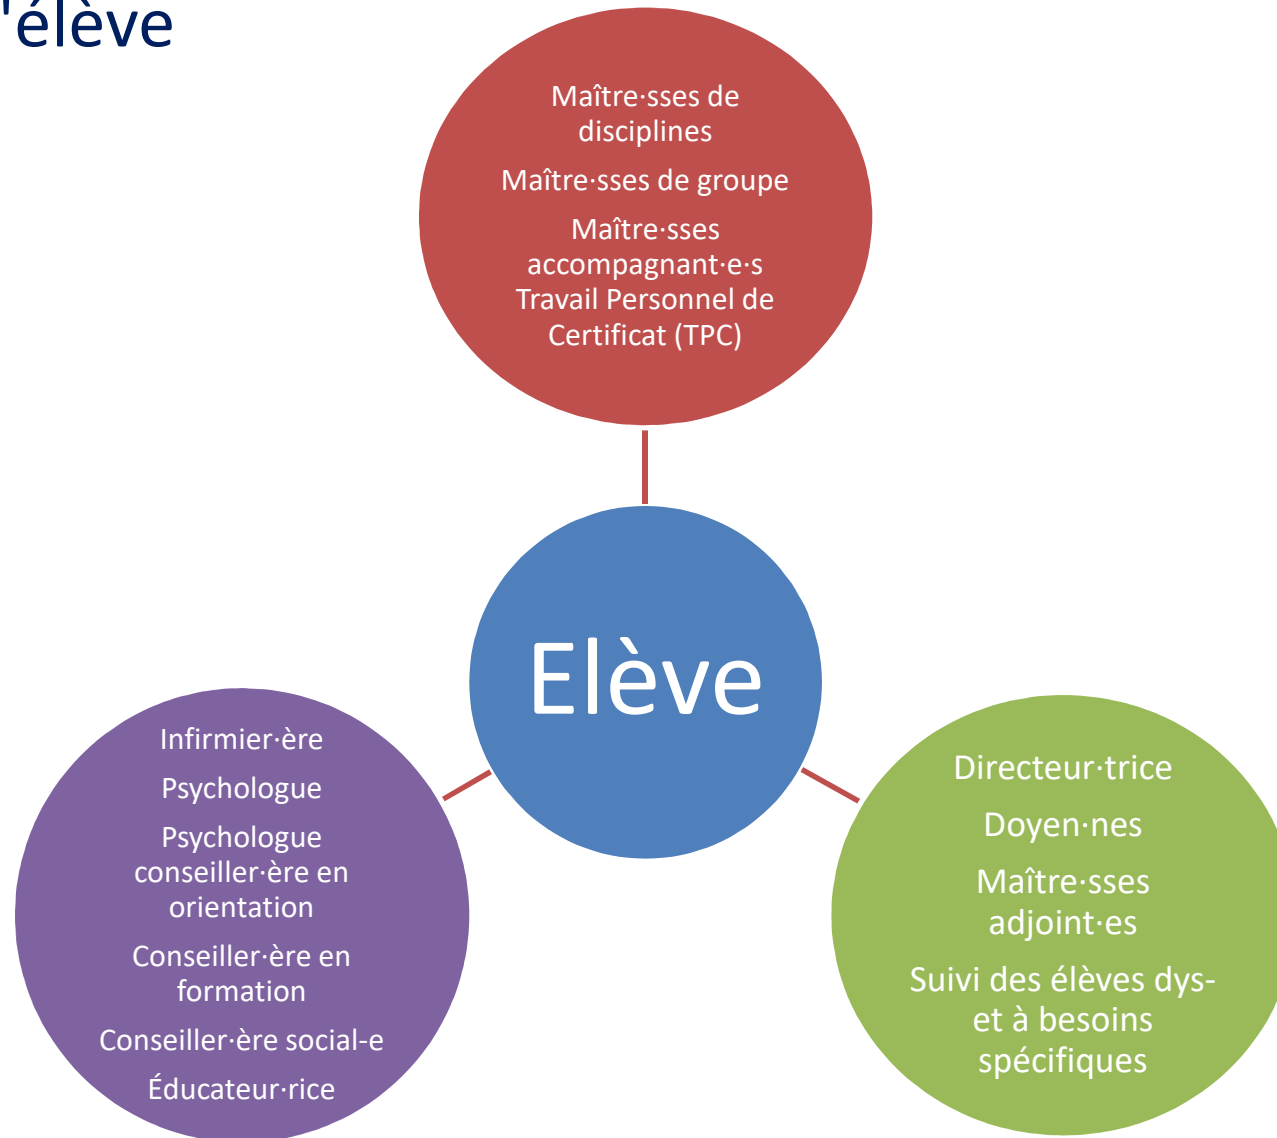 'élève
Maître·sses de
disciplines
Maître·sses de groupe
Maître·sses
accompagnant·e·s
Travail Personnel de
Certificat (TPC)
Elève
Infirmier·ère
Psychologue
Psychologue
conseiller·ère en
orientation
Conseiller·ère en
formation
Conseiller·ère social-e
Éducateur·rice
Directeur·trice
Doyen·nes
Maître·sses
adjoint·es
Suivi des élèves dys-
et à besoins
spécifiques